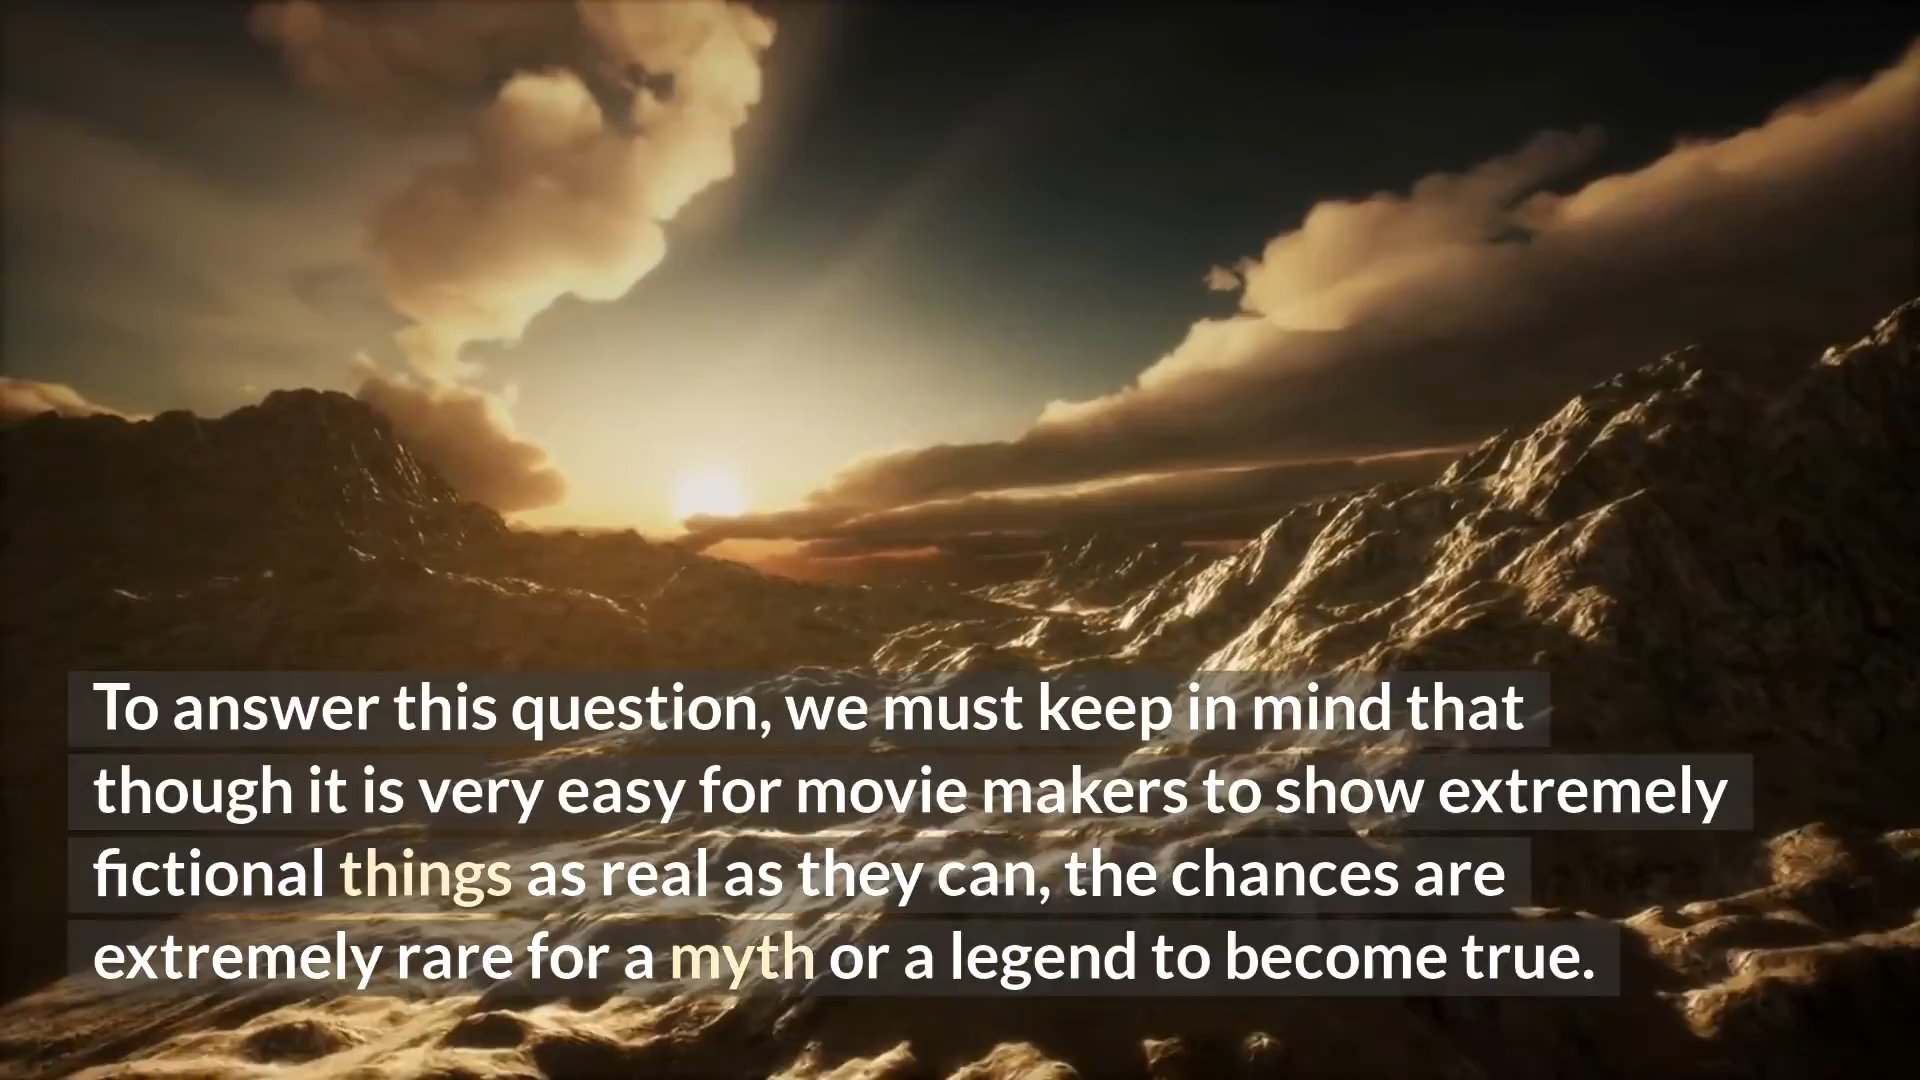 To answer this question, we must keep in mind that
though it is very easy for movie makers to show extremely
fictional things as real as they can, the chances are
extremely rare for a myth or a legend to become true.